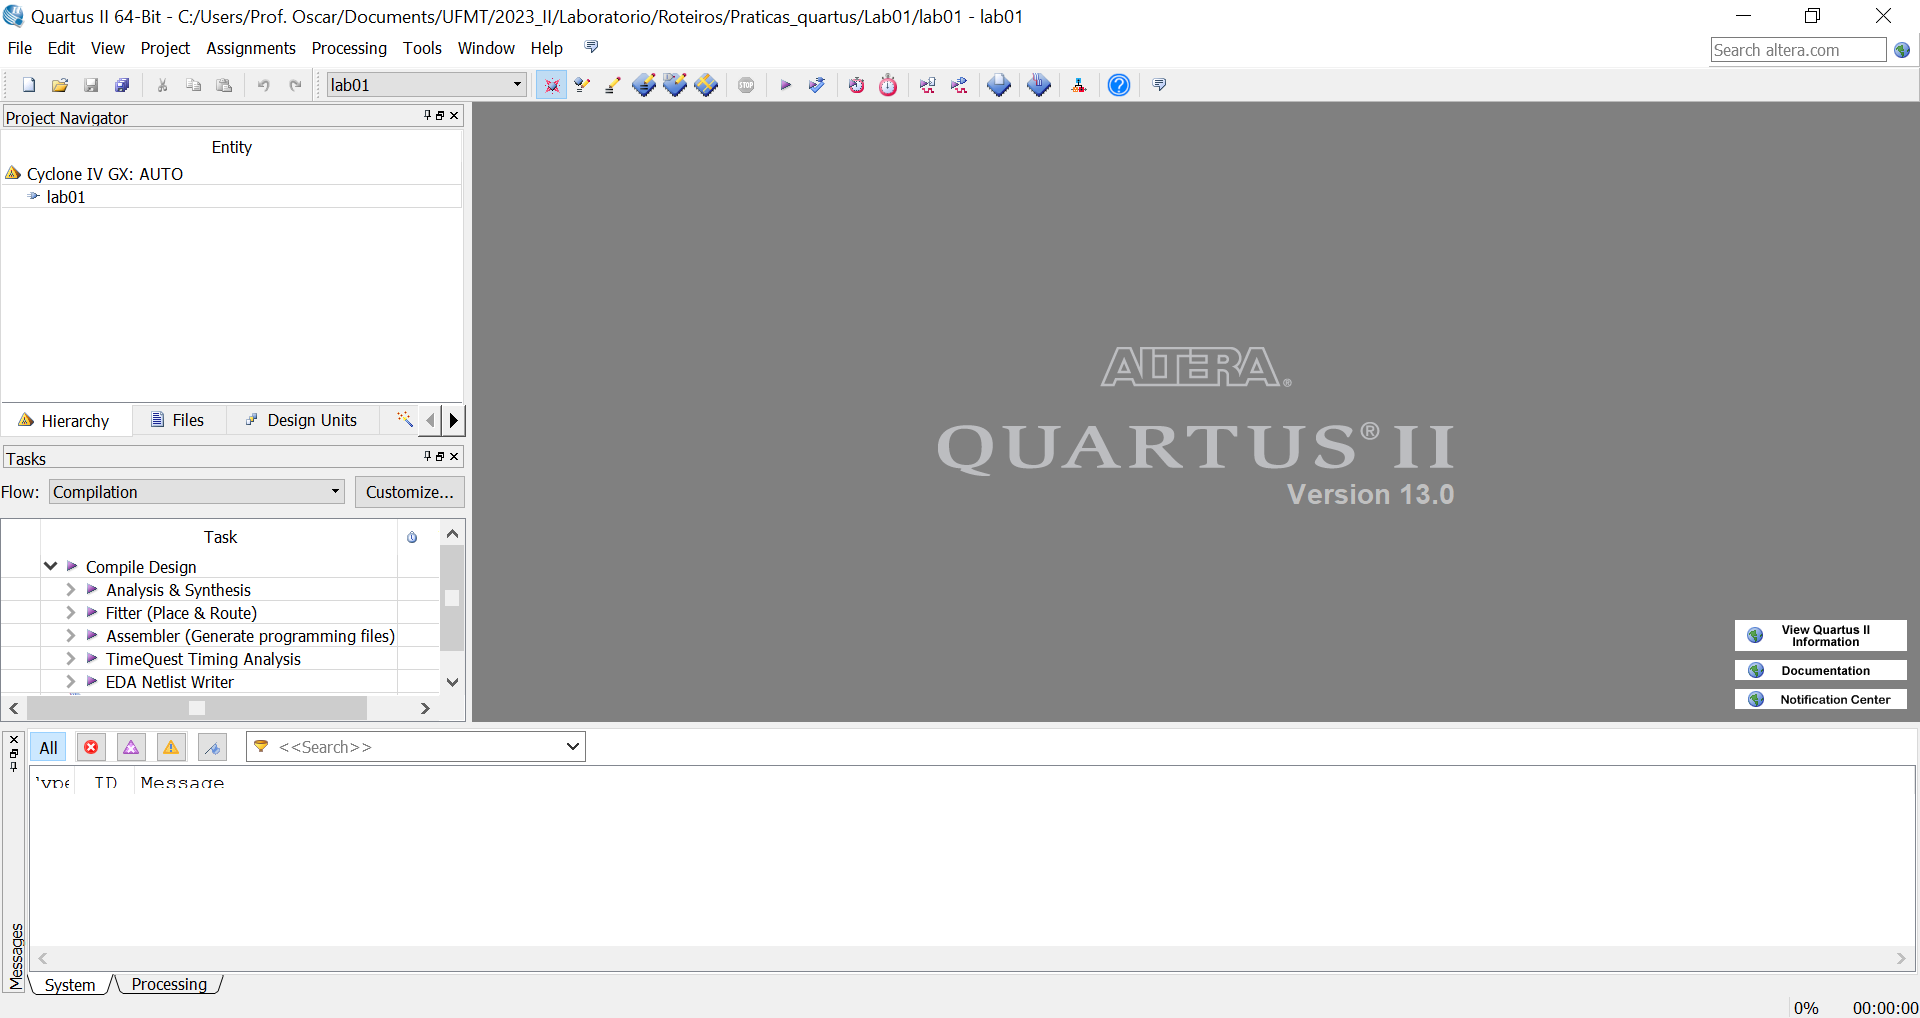 Quartus II 64-Bit - C:/Users/Prof. Oscar/Documents/UFMT/2023_II/Laboratorio/Roteiros/Praticas_quartus/Lab01/lab01 - lab01
File Edit View Project Assignments Processing Tools Window Help
Search altera.com
lab01
STOP
Project Navigator
Entity
Cyclone IV GX: AUTO
lab01
Hierarchy Files Design Units
Tasks
Flow: Compilation Customize...
Task
Compile Design
Analysis & Synthesis
Fitter (Place & Route)
Assembler (Generate programming files)
TimeQuest Timing Analysis
EDA Netlist Writer
ALTERA®
QUARTUS® II
Version 13.0
View Quartus II
Information
Documentation
Notification Center
All <<Search>>
Type ID Message
Messages
System Processing
0% 00:00:00